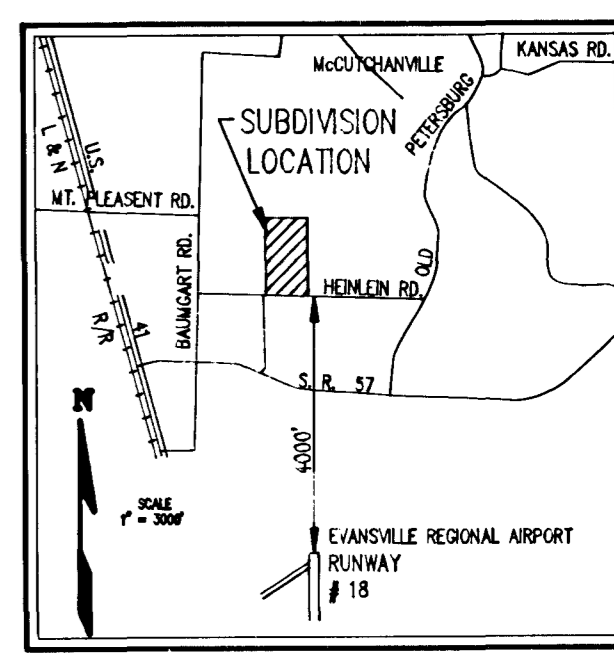 KANSAS RD.
McCUTCHANVILLE
PETERSBURG
SUBDIVISION
LOCATION
L & N
U.S.
MT. PLEASENT RD.
OLD
BAUMGART RD.
HEINLEIN RD.
R/R
41
S. R. 57
N
4000'
SCALE
1" = 3000'
EVANSVILLE REGIONAL AIRPORT
RUNWAY
# 18